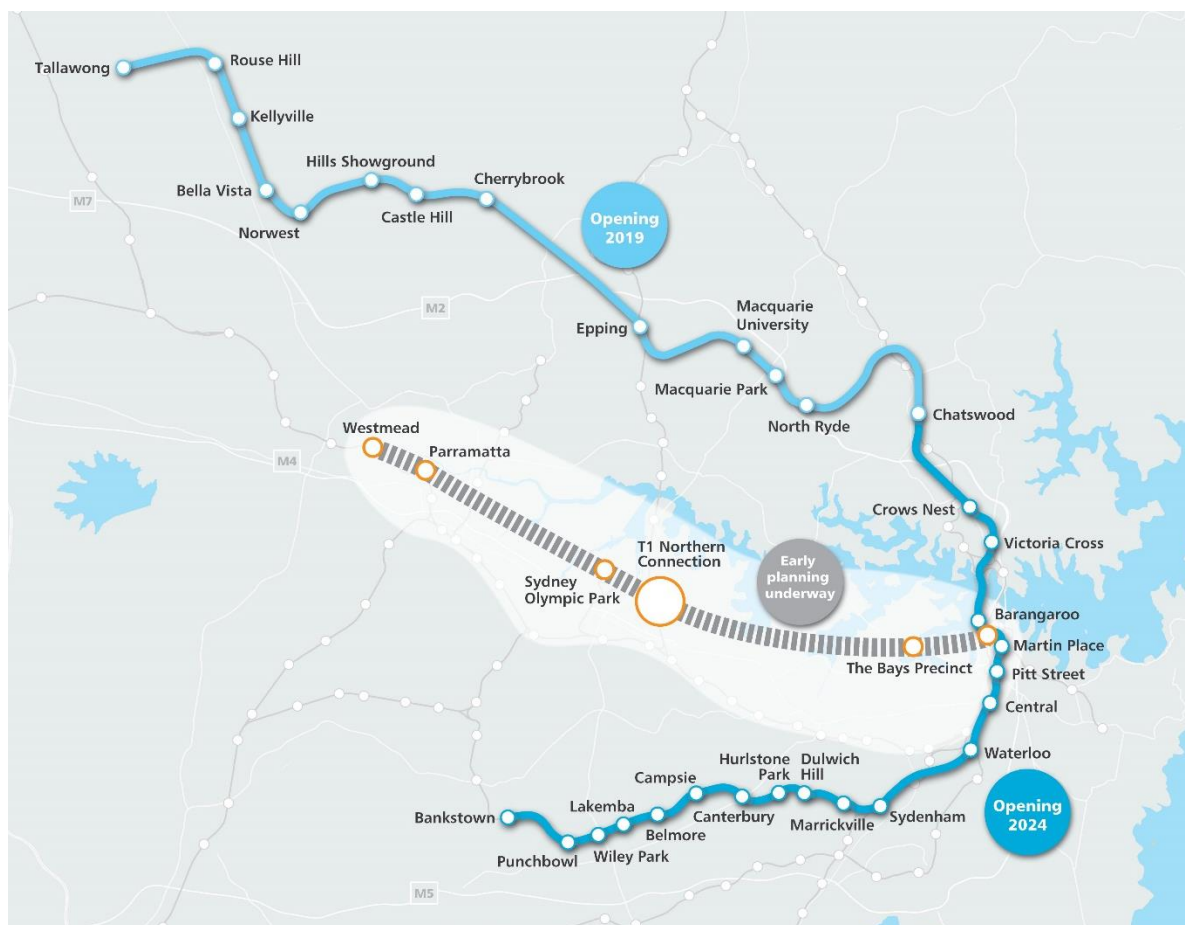 Tallawong
Rouse Hill
Kellyville
Bella Vista
Norwest
Hills Showground
Castle Hill
Cherrybrook
Opening
2019
M7
M2
Epping
Macquarie
University
Macquarie Park
North Ryde
Chatswood
Westmead
Parramatta
M4
Crows Nest
Victoria Cross
T1 Northern
Connection
Early
planning
underway
Sydney
Olympic Park
Barangaroo
Martin Place
The Bays Precinct
Pitt Street
Central
Waterloo
Hurlstone
Park
Dulwich
Hill
Campsie
Lakemba
Bankstown
Canterbury
Sydenham
Marrickville
Belmore
Wiley Park
Punchbowl
Opening
2024
M5